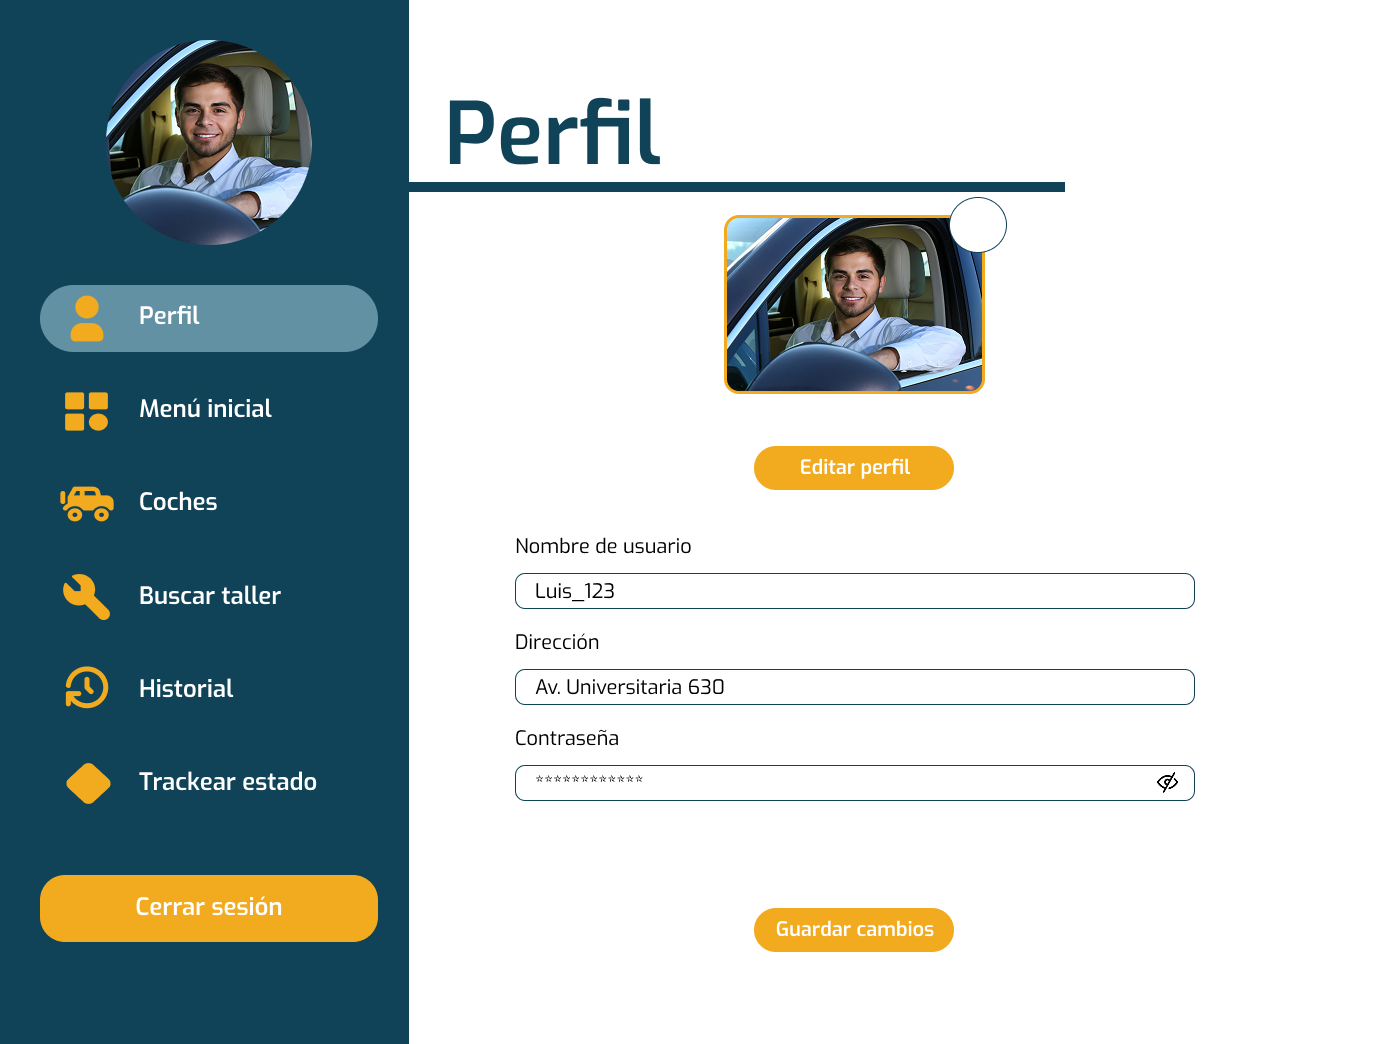 Perfil
Menú inicial
Coches
Buscar taller
Historial
Trackear estado
Cerrar sesión
Perfil
Editar perfil
Nombre de usuario
Luis_123
Dirección
Av. Universitaria 630
Contraseña
************
Guardar cambios